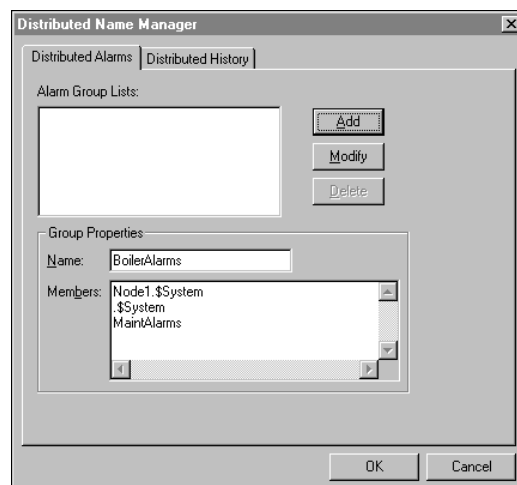 Distributed Name Manager
Distributed Alarms
Distributed History
Alarm Group Lists:
Add
Modify
Delete
Group Properties
Name: BoilerAlarms
Members: Node1.$System
.$System
MaintAlarms
OK
Cancel